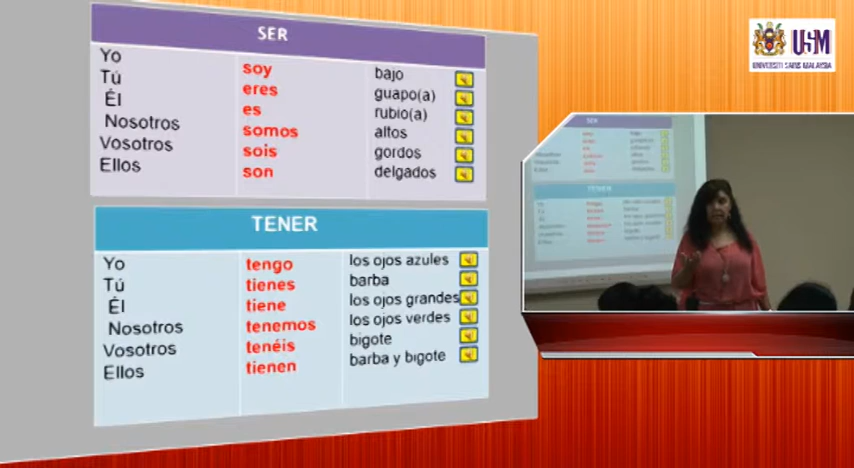 USM
UNIVERSITI SAINS MALAYSIA
SER
Yo soy bajo
Tú eres guapo(a)
Él es rubio(a)
Nosotros somos altos
Vosotros sois gordos
Ellos son delgados
TENER
Yo tengo los ojos azules
Tú tienes barba
Él tiene los ojos grandes
Nosotros tenemos los ojos verdes
Vosotros tenéis bigote
Ellos tienen barba y bigote